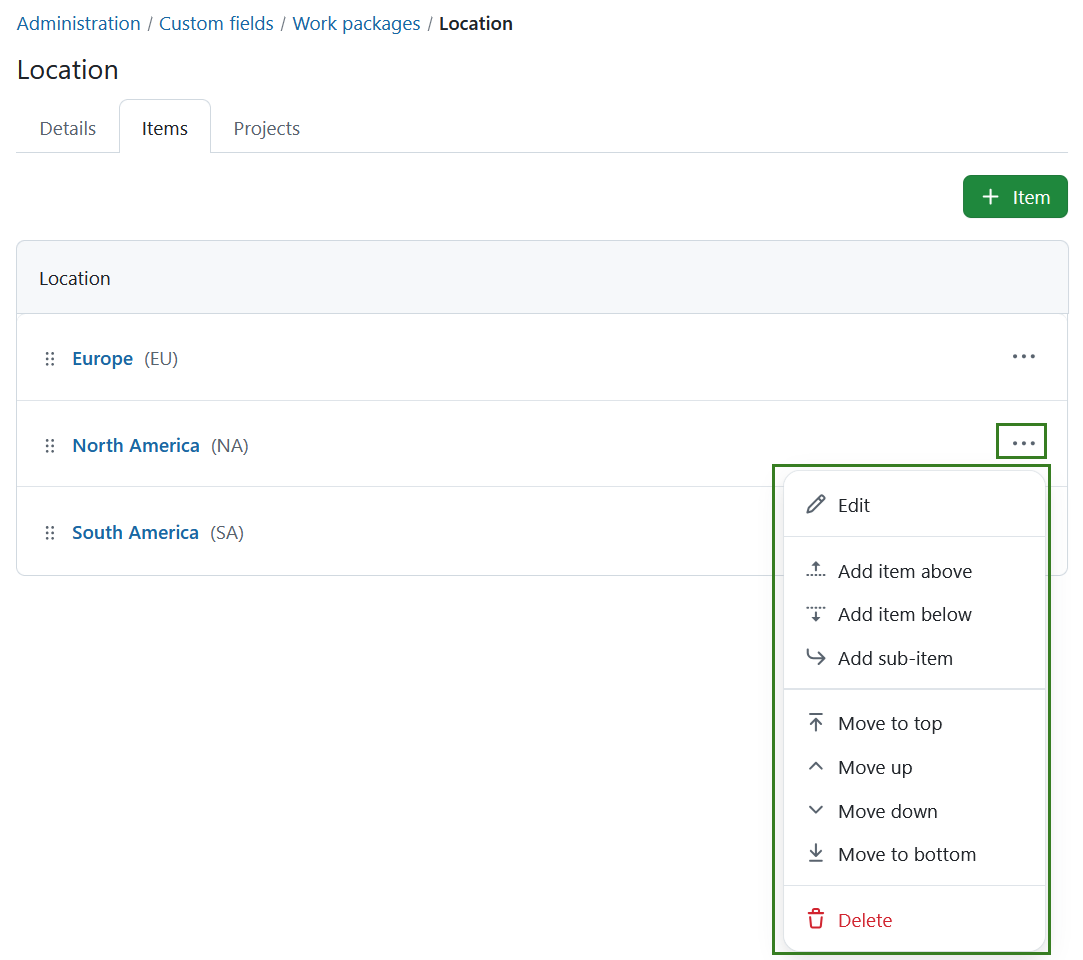 Administration / Custom fields / Work packages / Location
Location
Details Items Projects
+ Item
Location
Europe (EU)
North America (NA)
South America (SA)
Edit
Add item above
Add item below
Add sub-item
Move to top
Move up
Move down
Move to bottom
Delete